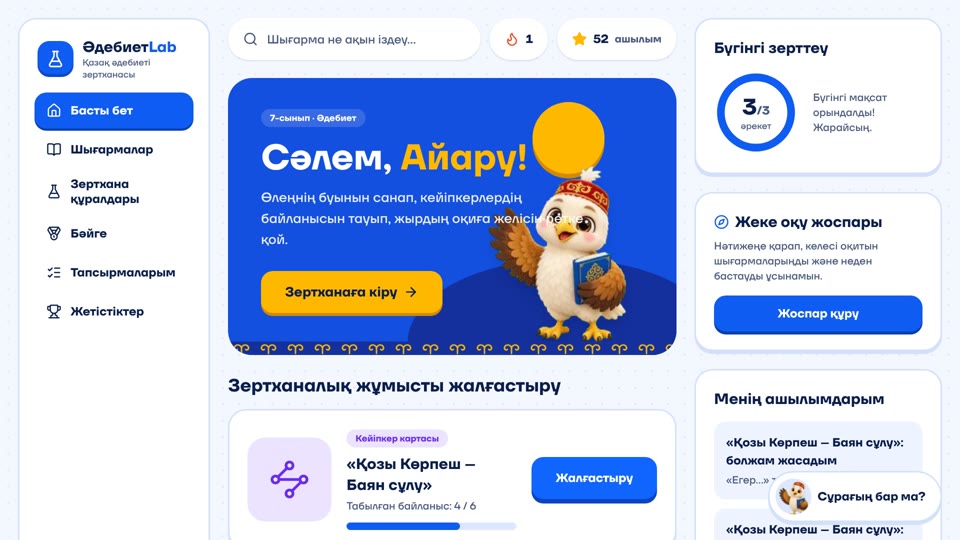 ӘдебиетLab
Қазақ әдебиеті
зертханасы
Басты бет
Шығармалар
Зертхана
құралдары
Бәйге
Тапсырмаларым
Жетістіктер
Шығарма не ақын іздеу...
1
52 ашылым
7-сынып · Әдебиет
Сәлем, Айару!
Өлеңнің буынын санап, кейіпкерлердің
байланысын тауып, жырдың оқиға желісін ретке
қой.
Зертханаға кіру →
Зертханалық жұмысты жалғастыру
Кейіпкер картасы
«Қозы Көрпеш –
Баян сұлу»
Табылған байланыс: 4 / 6
Жалғастыру
Бүгінгі зерттеу
3/3
әрекет
Бүгінгі мақсат
орындалды!
Жарайсың.
Жеке оқу жоспары
Нәтижеңе қарап, келесі оқитын
шығармаларыңды және неден
бастауды ұсынамын.
Жоспар құру
Менің ашылымдарым
«Қозы Көрпеш – Баян сұлу»:
болжам жасадым
«Егер...»
Сұрағың бар ма?
«Қозы Көрпеш – Баян сұлу»: